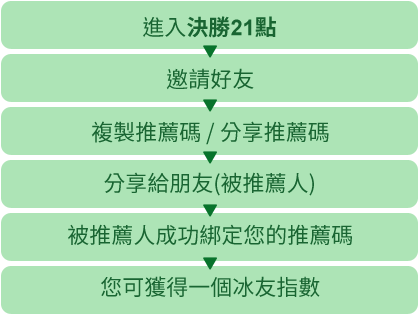 進入決勝21點
邀請好友
複製推薦碼 / 分享推薦碼
分享給朋友(被推薦人)
被推薦人成功綁定您的推薦碼
您可獲得一個冰友指數